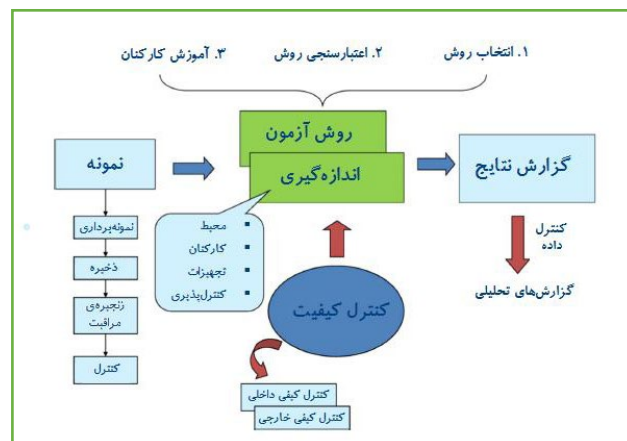 ۱. انتخاب روش
۲. اعتبارسنجی روش
۳. آموزش کارکنان
نمونه
روش آزمون
اندازه‌گیری
گزارش نتایج
نمونه‌پرداری
ذخیره
زنجیره‌ی
مراقبت
کنترل
محیط
کارکنان
تجهیزات
کنترل‌پذیری
کنترل
داده
گزارش‌های تحلیلی
کنترل کیفیت
کنترل کیفی داخلی
کنترل کیفی خارجی